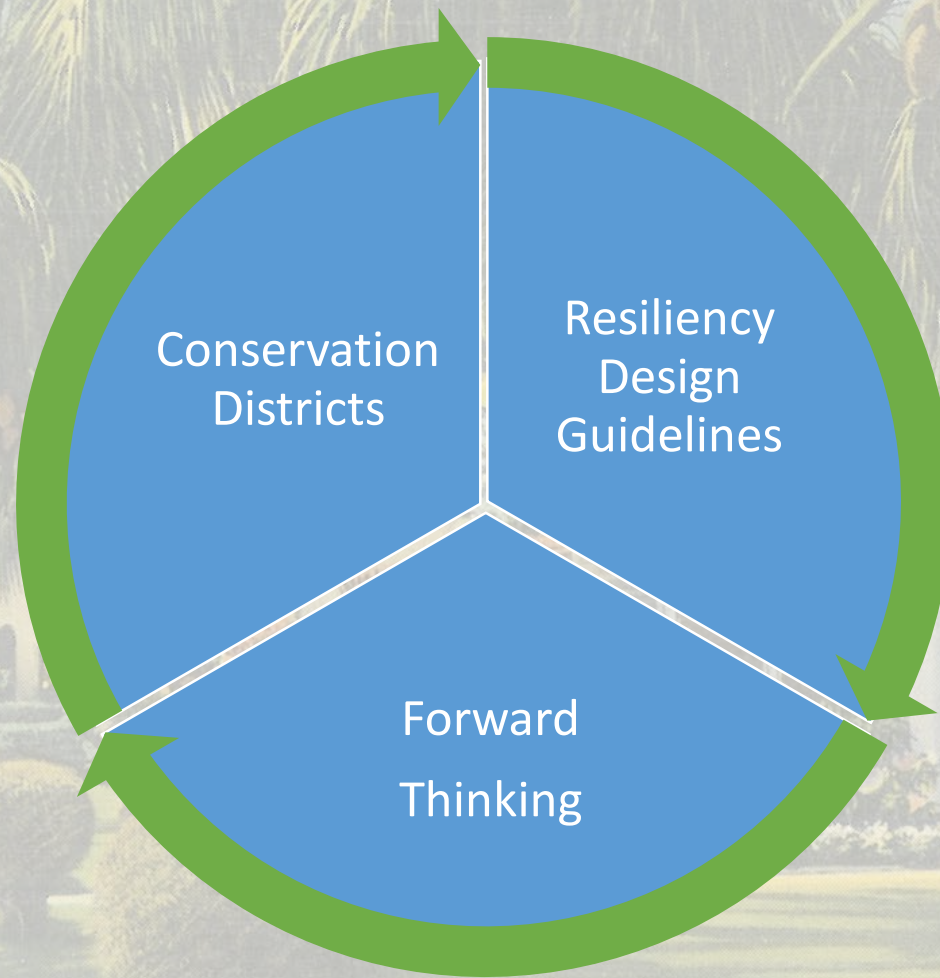 Conservation
Districts
Resiliency
Design
Guidelines
Forward
Thinking